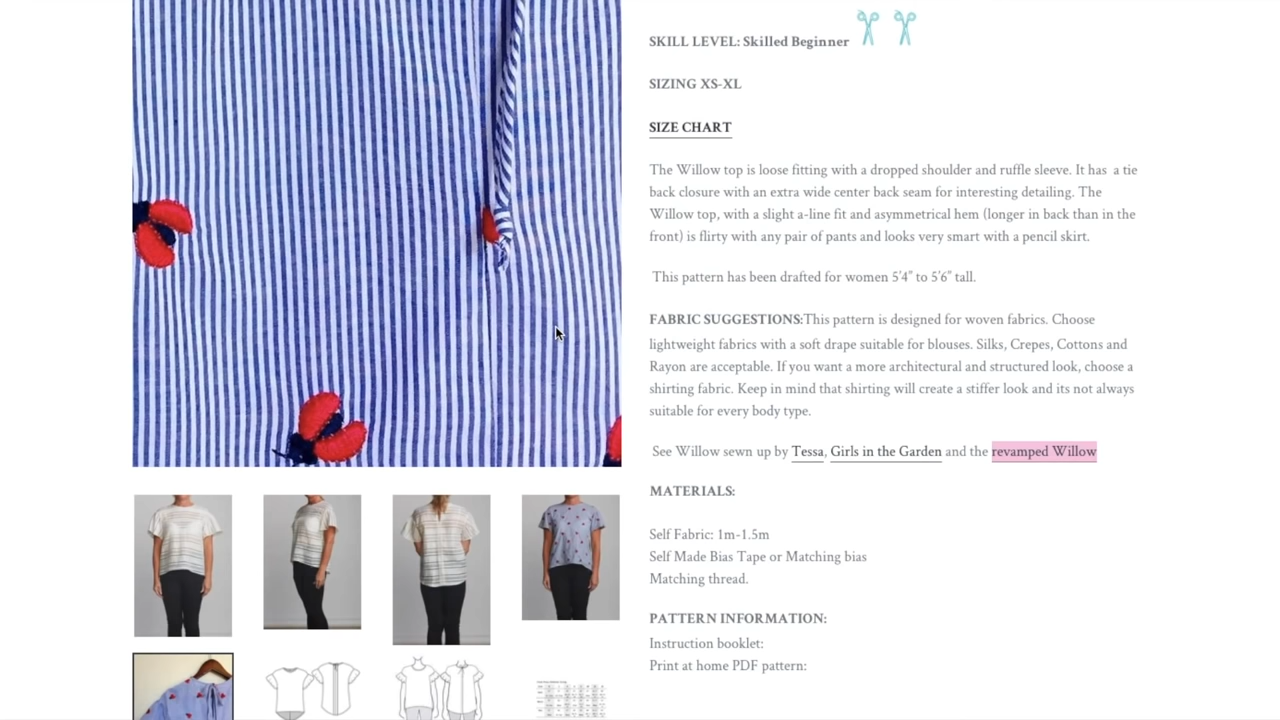 SKILL LEVEL: Skilled Beginner
SIZING XS-XL
SIZE CHART
The Willow top is loose fitting with a dropped shoulder and ruffle sleeve. It has a tie
back closure with an extra wide center back seam for interesting detailing. The
Willow top, with a slight a-line fit and asymmetrical hem (longer in back than in the
front) is flirty with any pair of pants and looks very smart with a pencil skirt.
This pattern has been drafted for women 5'4" to 5'6" tall.
FABRIC SUGGESTIONS:This pattern is designed for woven fabrics. Choose
lightweight fabrics with a soft drape suitable for blouses. Silks, Crepes, Cottons and
Rayon are acceptable. If you want a more architectural and structured look, choose a
shirting fabric. Keep in mind that shirting will create a stiffer look and its not always
suitable for every body type.
See Willow sewn up by Tessa, Girls in the Garden and the revamped Willow
MATERIALS:
Self Fabric: 1m-1.5m
Self Made Bias Tape or Matching bias
Matching thread.
PATTERN INFORMATION:
Instruction booklet:
Print at home PDF pattern: